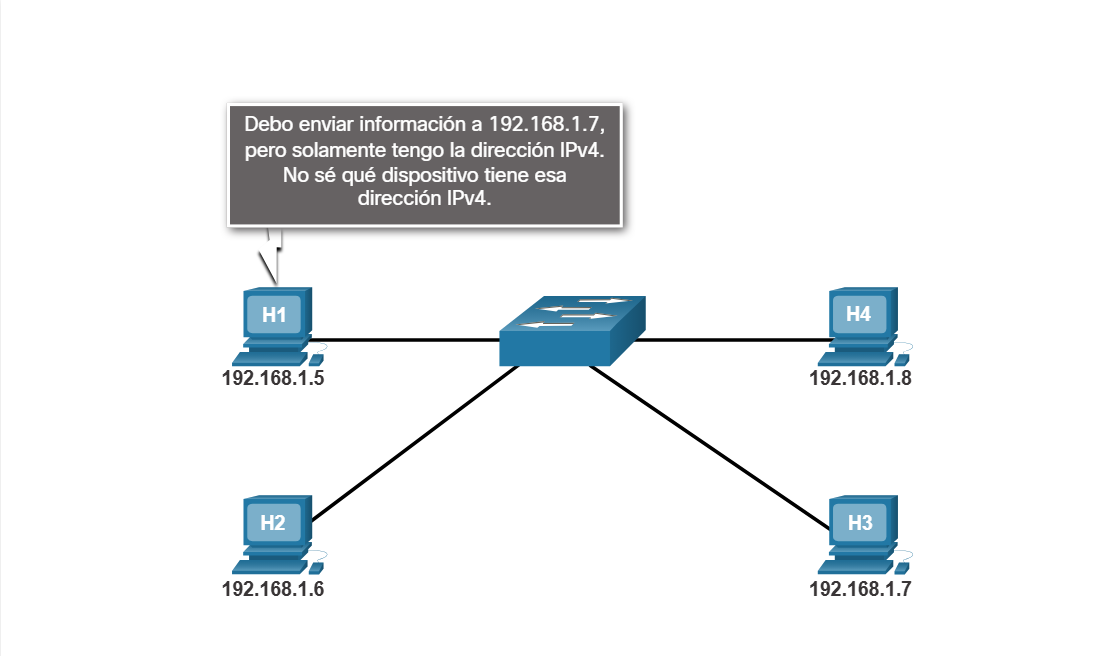 Debo enviar información a 192.168.1.7,
pero solamente tengo la dirección IPv4.
No sé qué dispositivo tiene esa
dirección IPv4.
H1
192.168.1.5
H4
192.168.1.8
H2
192.168.1.6
H3
192.168.1.7